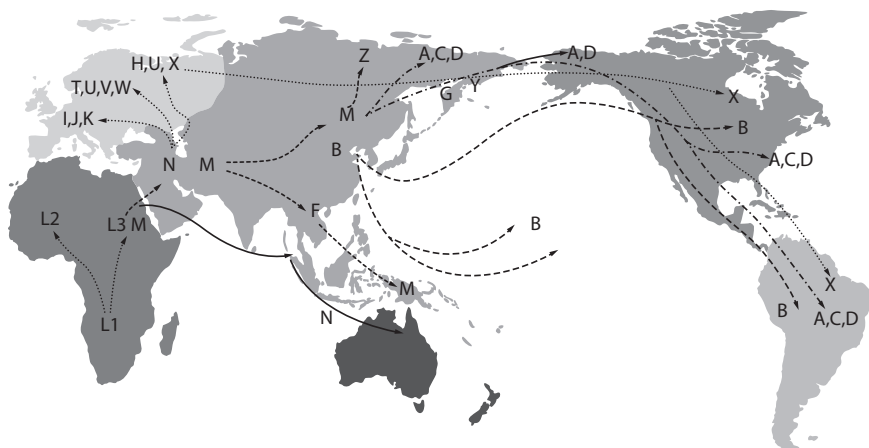 Z
A,C,D
A,D
H,U, X
T,U,V,W
G
Y
X
I,J,K
M
B
B
N
M
A,C,D
L2
L3 M
F
B
M
X
L1
N
B
A,C,D